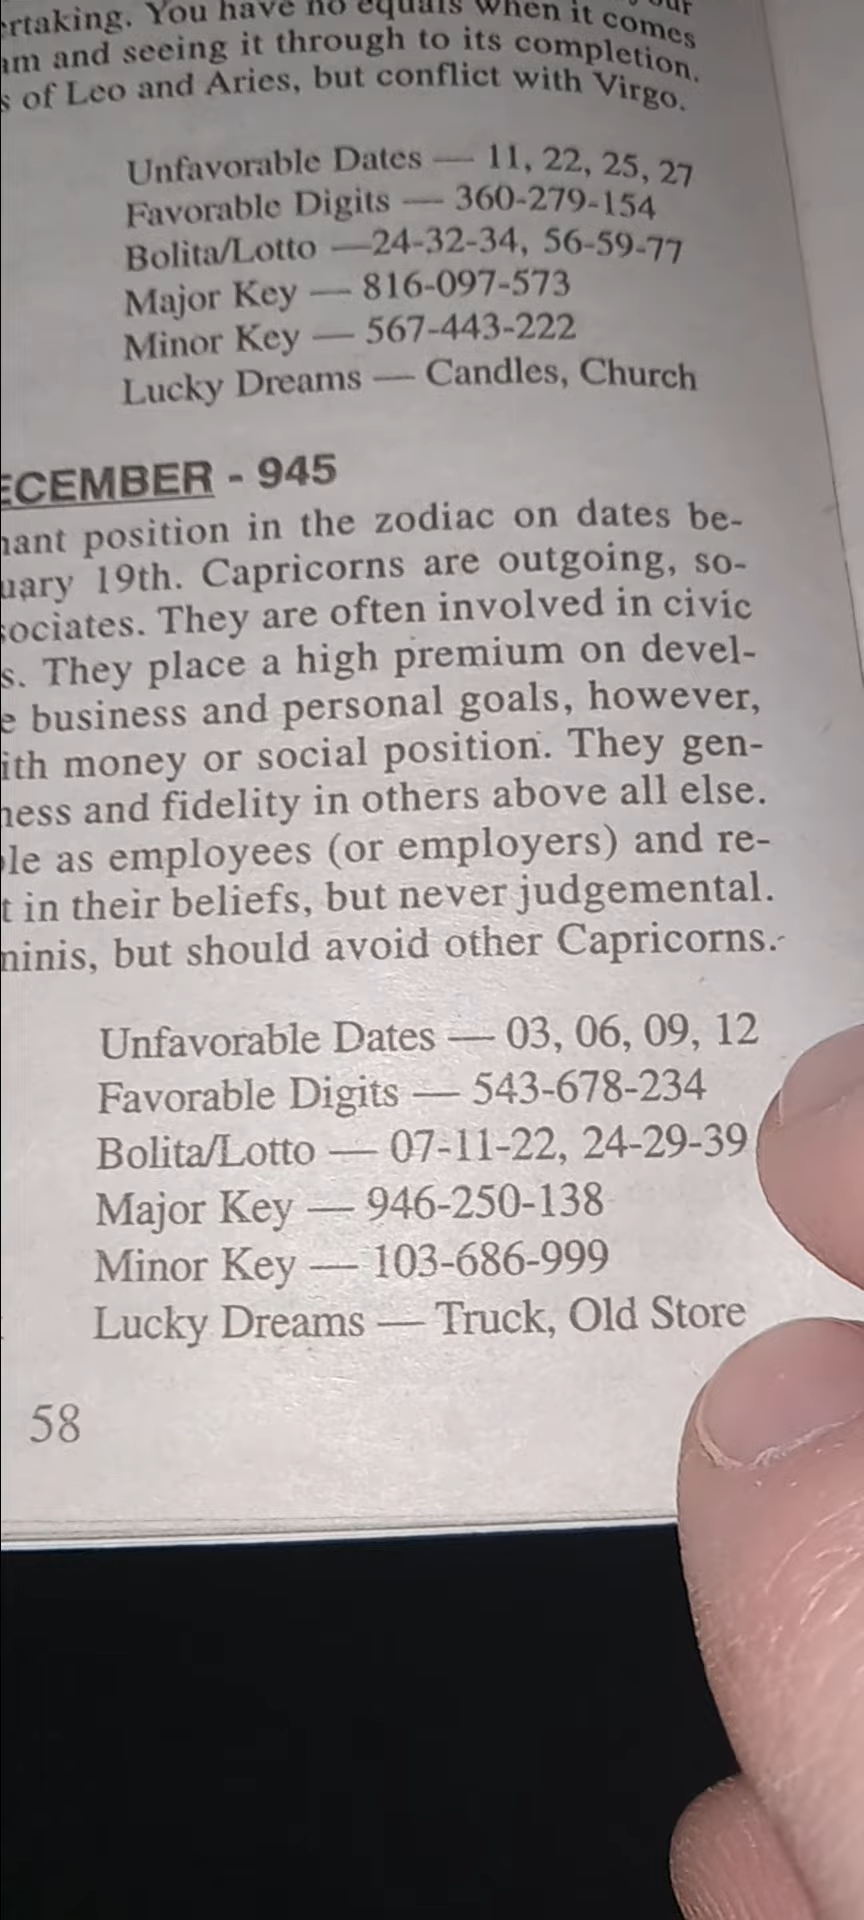 You have no equals when it comes
and seeing it through to its completion.
s of Leo and Aries, but conflict with Virgo.
Unfavorable Dates — 11, 22, 25, 27
Favorable Digits — 360-279-154
Bolita/Lotto —24-32-34, 56-59-77
Major Key — 816-097-573
Minor Key — 567-443-222
Lucky Dreams — Candles, Church
ECEMBER - 945
nant position in the zodiac on dates be-
uary 19th. Capricorns are outgoing, so-
sociates. They are often involved in civic
s. They place a high premium on devel-
e business and personal goals, however,
ith money or social position. They gen-
ness and fidelity in others above all else.
le as employees (or employers) and re-
t in their beliefs, but never judgemental.
minis, but should avoid other Capricorns.
Unfavorable Dates — 03, 06, 09, 12
Favorable Digits — 543-678-234
Bolita/Lotto — 07-11-22, 24-29-39
Major Key — 946-250-138
Minor Key — 103-686-999
Lucky Dreams — Truck, Old Store
58